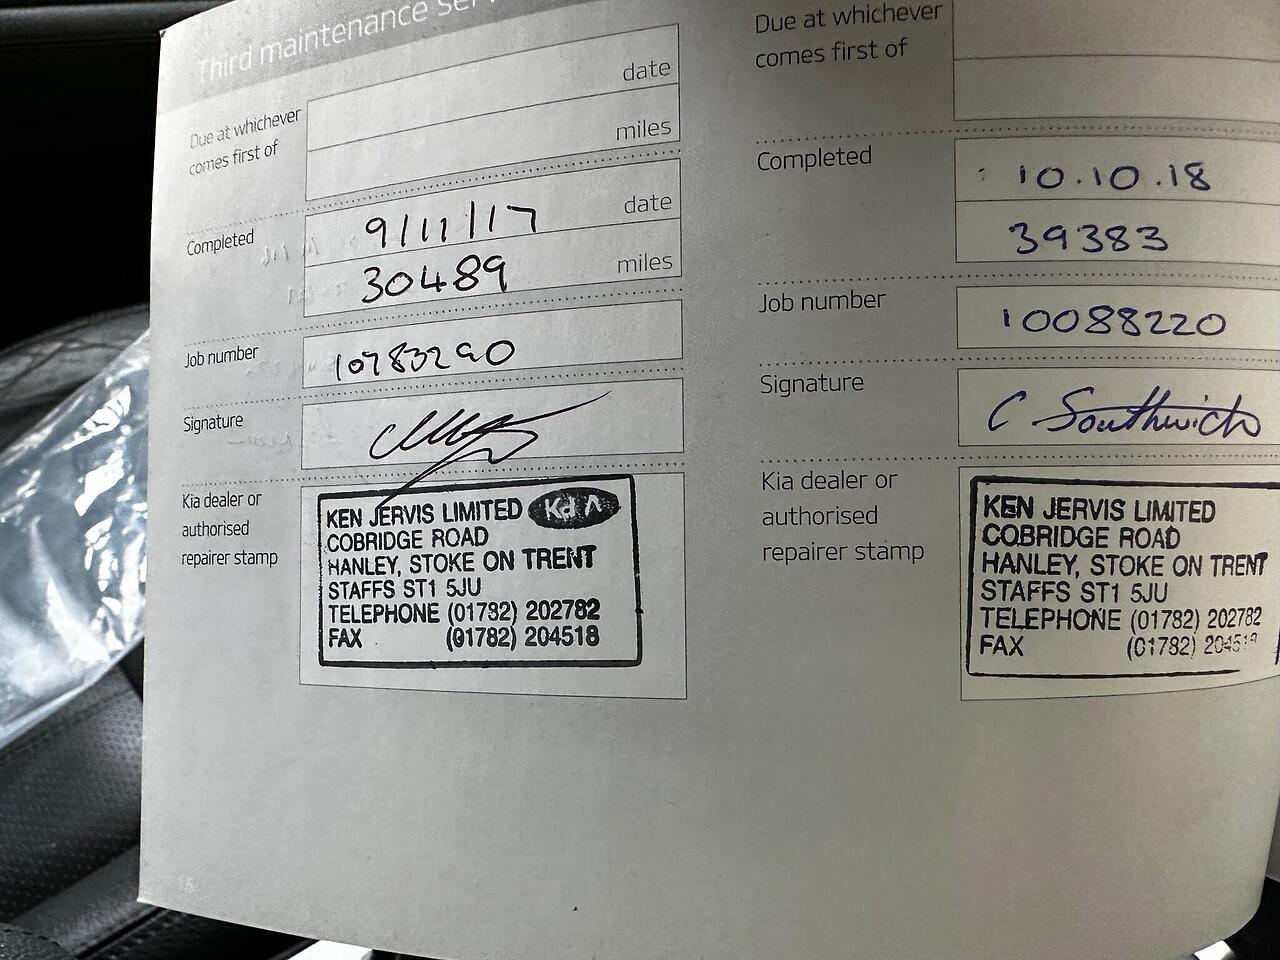 Third maintenance
Due at whichever
comes first of
date
miles
Completed
9/11/17 date
30489 miles
Job number
Signature
Kia dealer or
authorised
repairer stamp
KEN JERVIS LIMITED KIA
COBRIDGE ROAD
HANLEY, STOKE ON TRENT
STAFFS ST1 5JU
TELEPHONE (01782) 202782
FAX (01782) 204518
Due at whichever
comes first of
Completed
10.10.18
39383
Job number
10088220
Signature
C Southwich
Kia dealer or
authorised
repairer stamp
KEN JERVIS LIMITED
COBRIDGE ROAD
HANLEY, STOKE ON TRENT
STAFFS ST1 5JU
TELEPHONE (01782) 202782
FAX (01782)